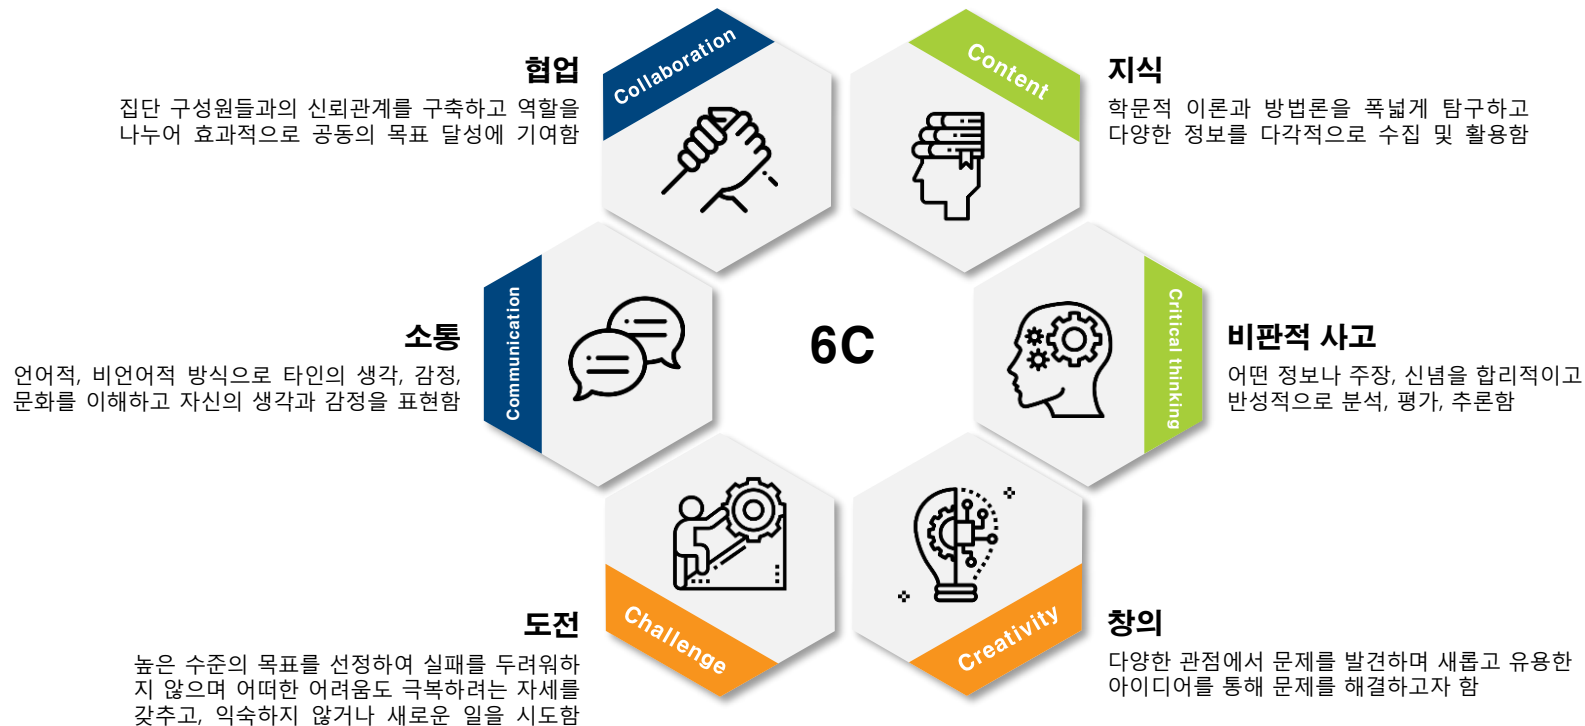 협업
집단 구성원들과의 신뢰관계를 구축하고 역할을
나누어 효과적으로 공동의 목표 달성에 기여함
Collaboration
Content
지식
학문적 이론과 방법론을 폭넓게 탐구하고
다양한 정보를 다각적으로 수집 및 활용함
소통
언어적, 비언어적 방식으로 타인의 생각, 감정,
문화를 이해하고 자신의 생각과 감정을 표현함
Communication
6C
Critical thinking
비판적 사고
어떤 정보나 주장, 신념을 합리적이고
반성적으로 분석, 평가, 추론함
도전
높은 수준의 목표를 선정하여 실패를 두려워하
지 않으며 어떠한 어려움도 극복하려는 자세를
갖추고, 익숙하지 않거나 새로운 일을 시도함
Challenge
Creativity
창의
다양한 관점에서 문제를 발견하며 새롭고 유용한
아이디어를 통해 문제를 해결하고자 함